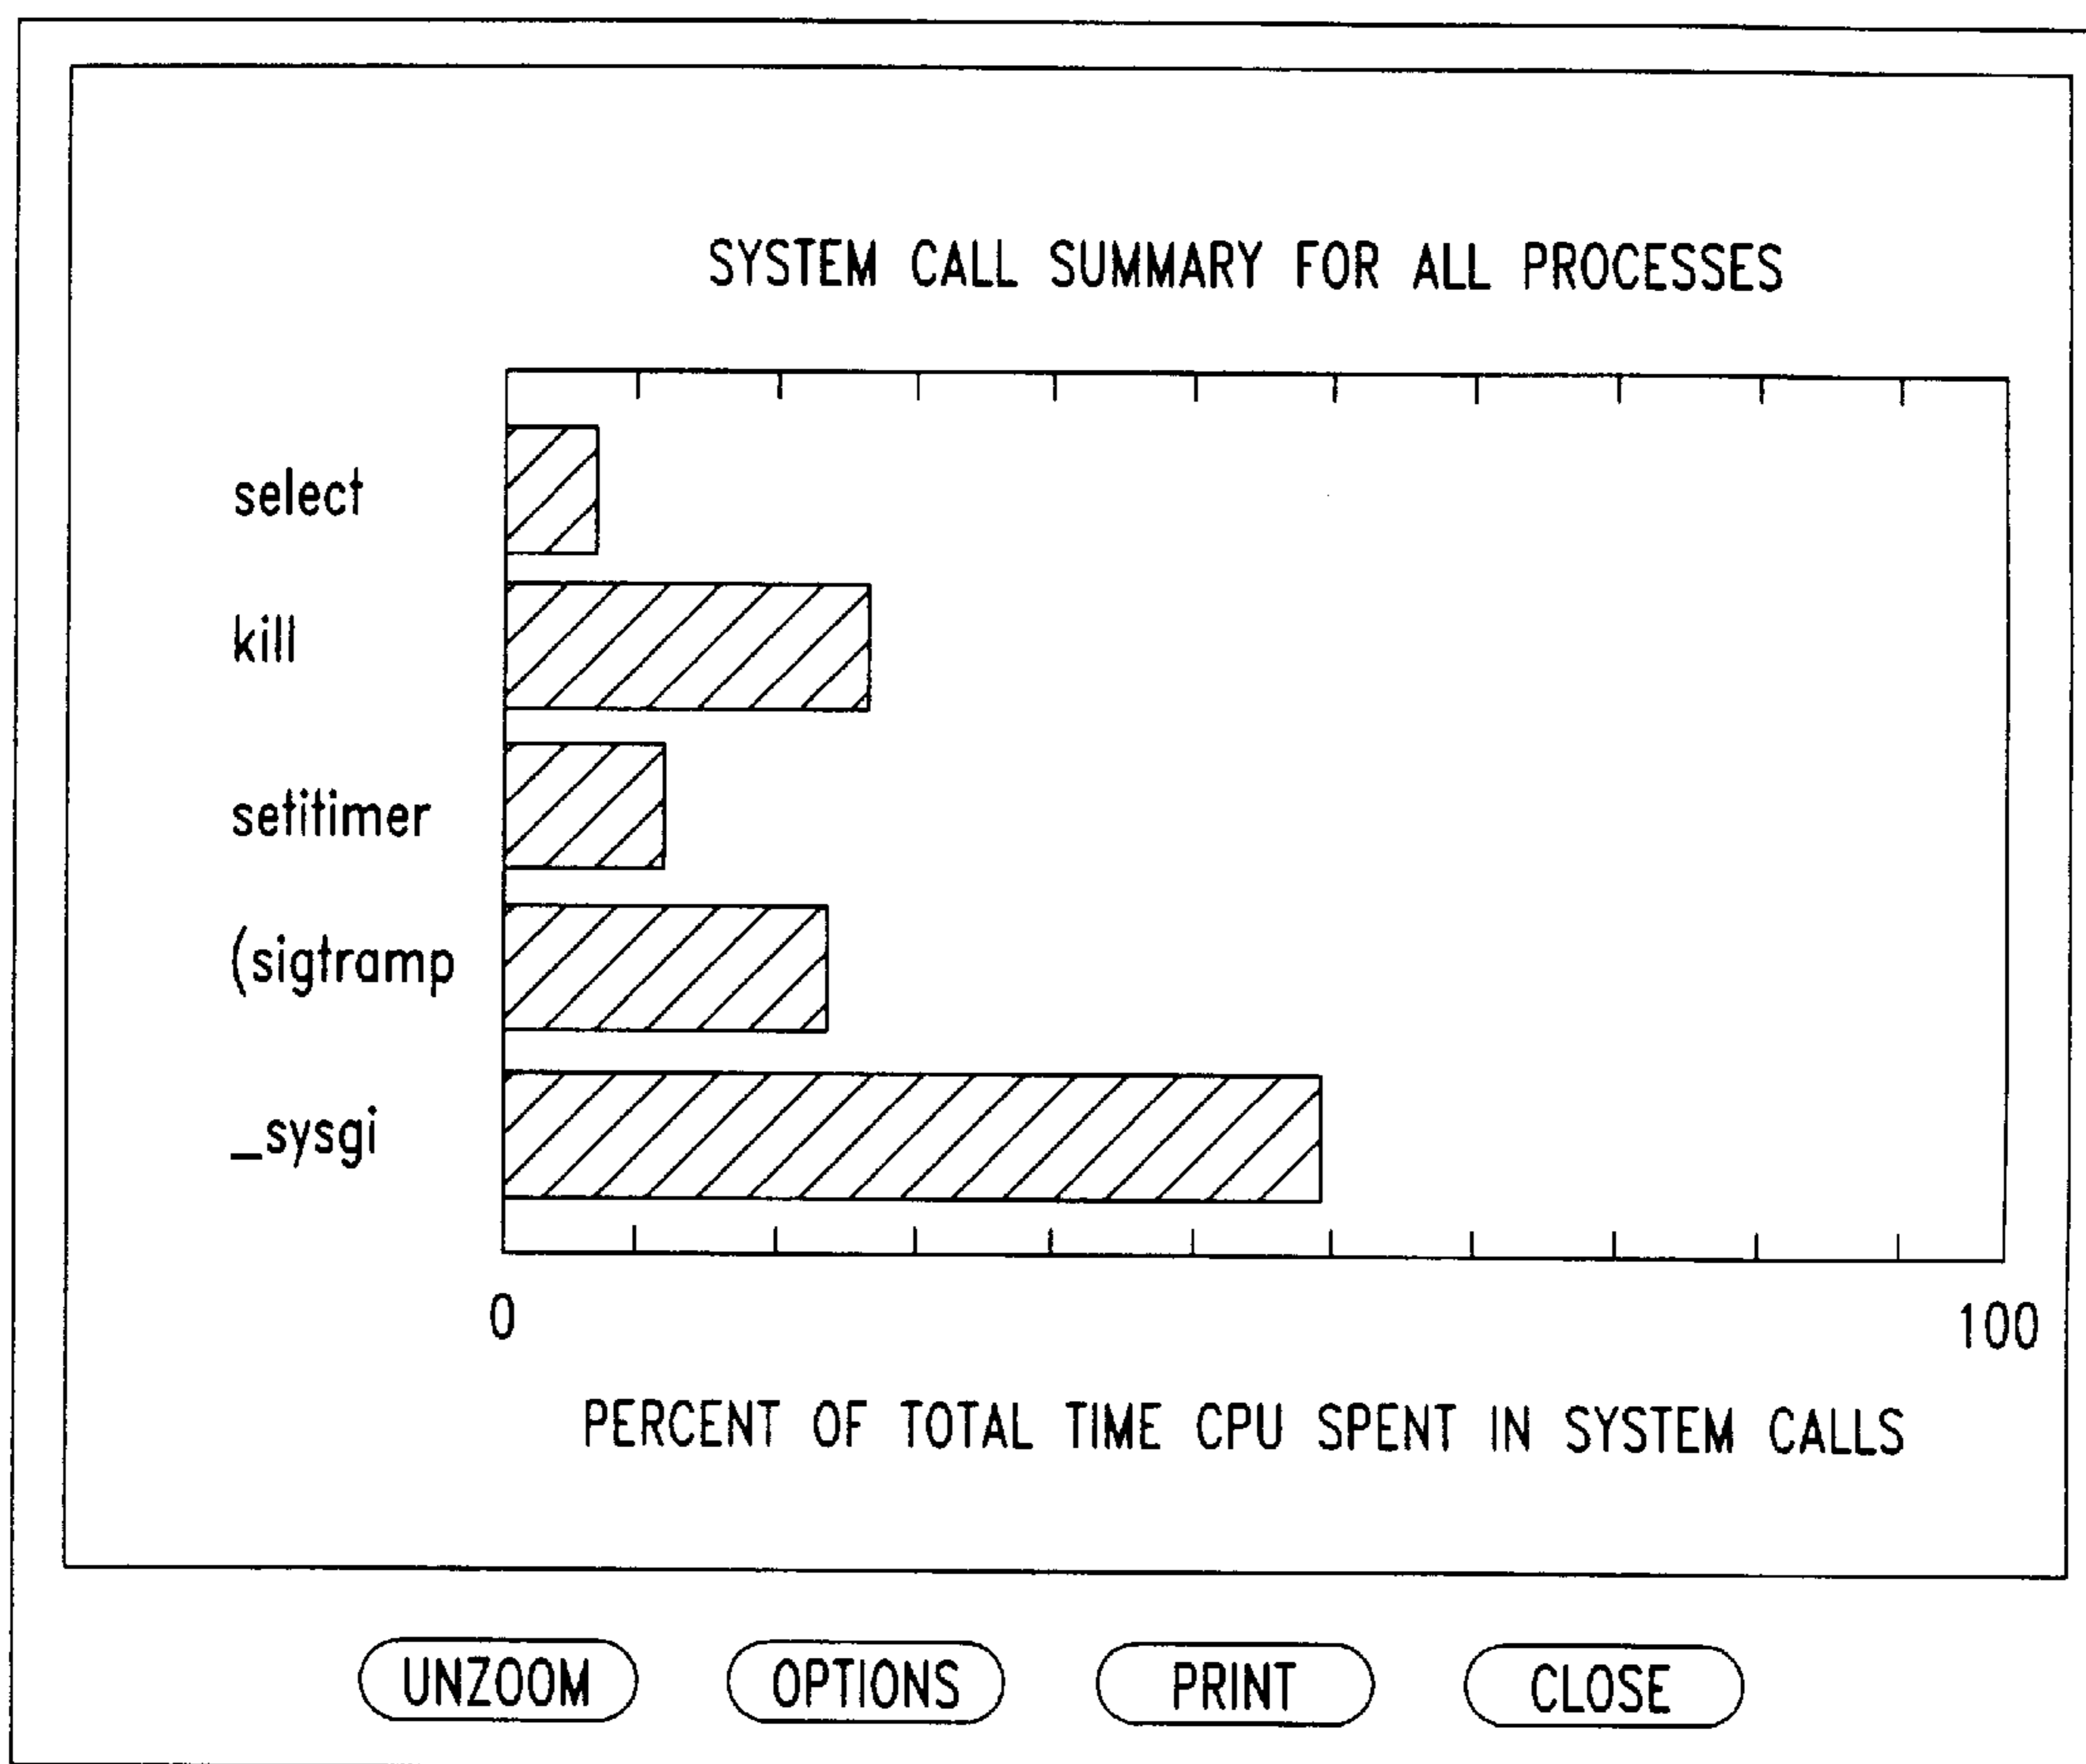 SYSTEM CALL SUMMARY FOR ALL PROCESSES
select
kill
setitimer
(sigtramp
_sysgi
0 100
PERCENT OF TOTAL TIME CPU SPENT IN SYSTEM CALLS
UNZOOM OPTIONS PRINT CLOSE